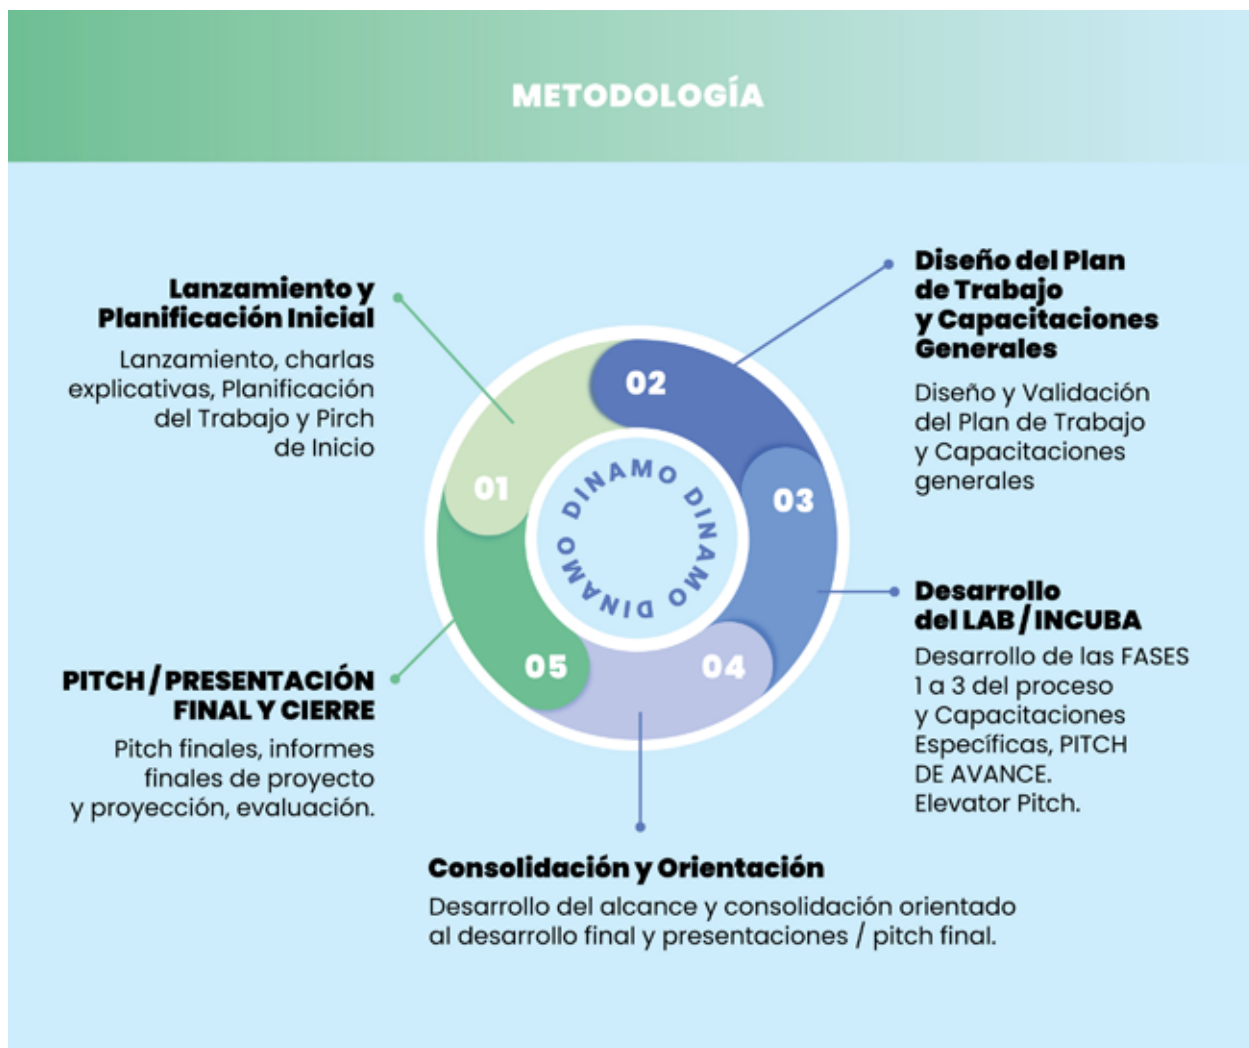 METODOLOGÍA
Lanzamiento y
Planificación Inicial
Lanzamiento, charlas
explicativas, Planificación
del Trabajo y Pirch
de Inicio
01
02
Diseño del Plan
de Trabajo
y Capacitaciones
Generales
Diseño y Validación
del Plan de Trabajo
y Capacitaciones
generales
03
Desarrollo
del LAB / INCUBA
Desarrollo de las FASES
1 a 3 del proceso
y Capacitaciones
Específicas, PITCH
DE AVANCE.
Elevator Pitch.
04
Consolidación y Orientación
Desarrollo del alcance y consolidación orientado
al desarrollo final y presentaciones / pitch final.
05
PITCH / PRESENTACIÓN
FINAL Y CIERRE
Pitch finales, informes
finales de proyecto
y proyección, evaluación.
DINAMO DINAMO DINAMO